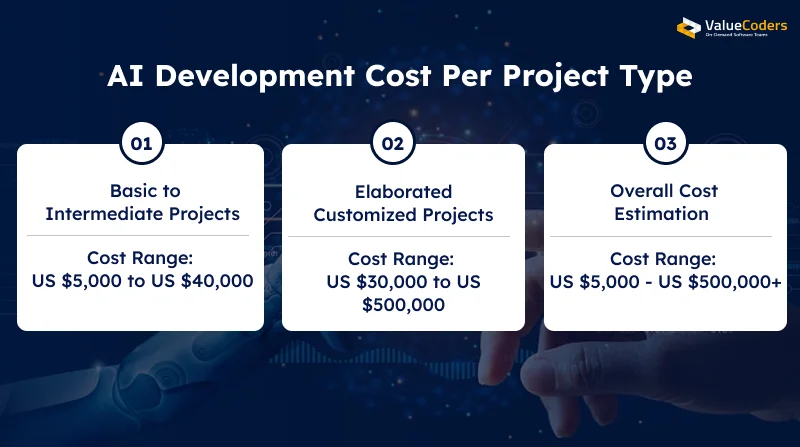 ValueCoders
On Demand Software Teams
AI Development Cost Per Project Type
01
Basic to
Intermediate Projects
Cost Range:
US $5,000 to US $40,000
02
Elaborated
Customized Projects
Cost Range:
US $30,000 to US
$500,000
03
Overall Cost
Estimation
Cost Range:
US $5,000 - US $500,000+